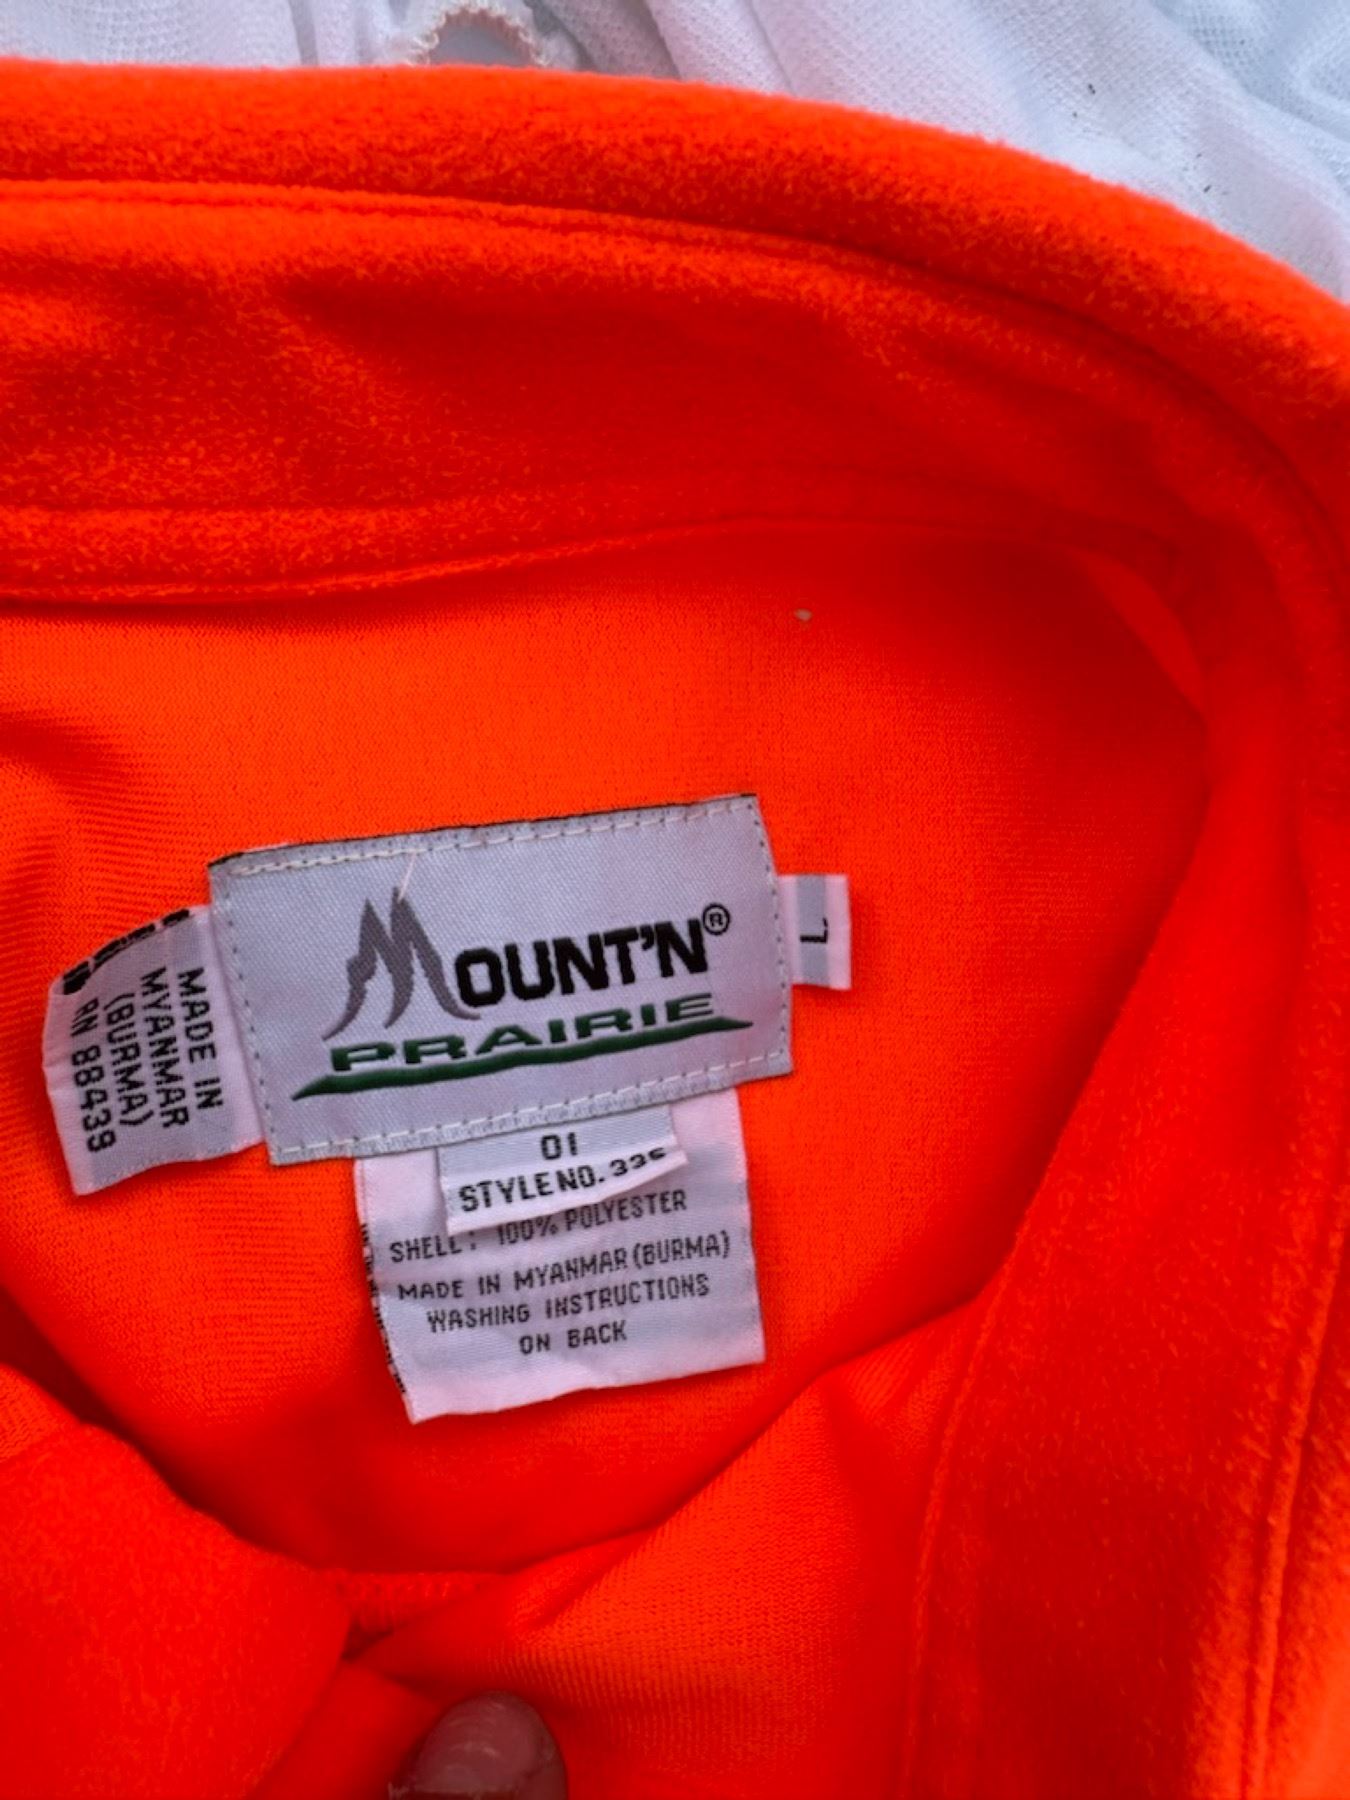 MOUNT'N®
PRAIRIE
L
MADE IN
MYANMAR
(BURMA)
RN 88439
01
STYLE NO.
SHELL: 100% POLYESTER
MADE IN MYANMAR (BURMA)
WASHING INSTRUCTIONS
ON BACK